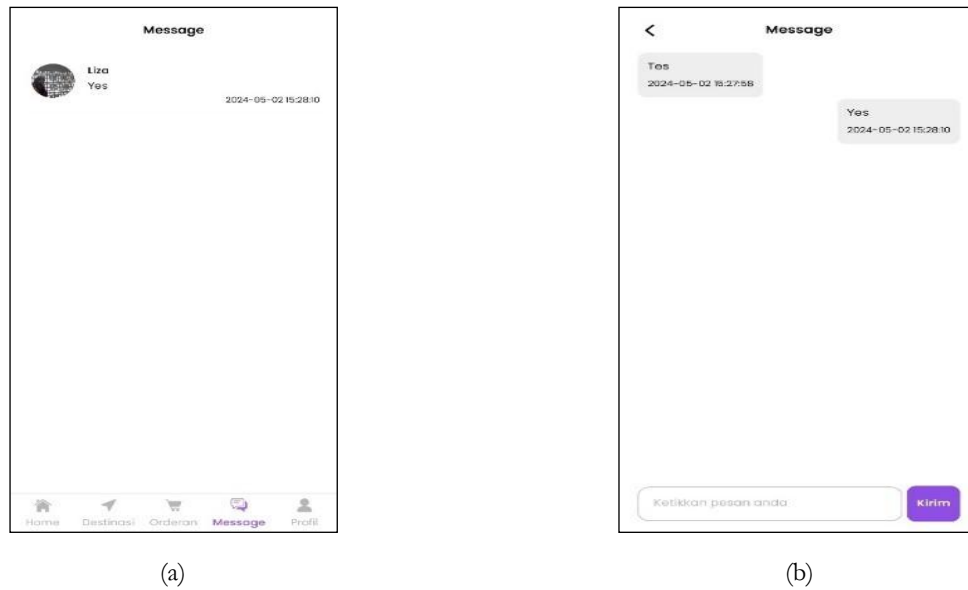 Message
Liza
Yes
2024-05-02 15:28:10
Home Destinasi Orderan Message Profil
(a)
Message
Tes
2024-05-02 15:27:58
Yes
2024-05-02 15:28:10
Ketikkan pesan anda
Kirim
(b)